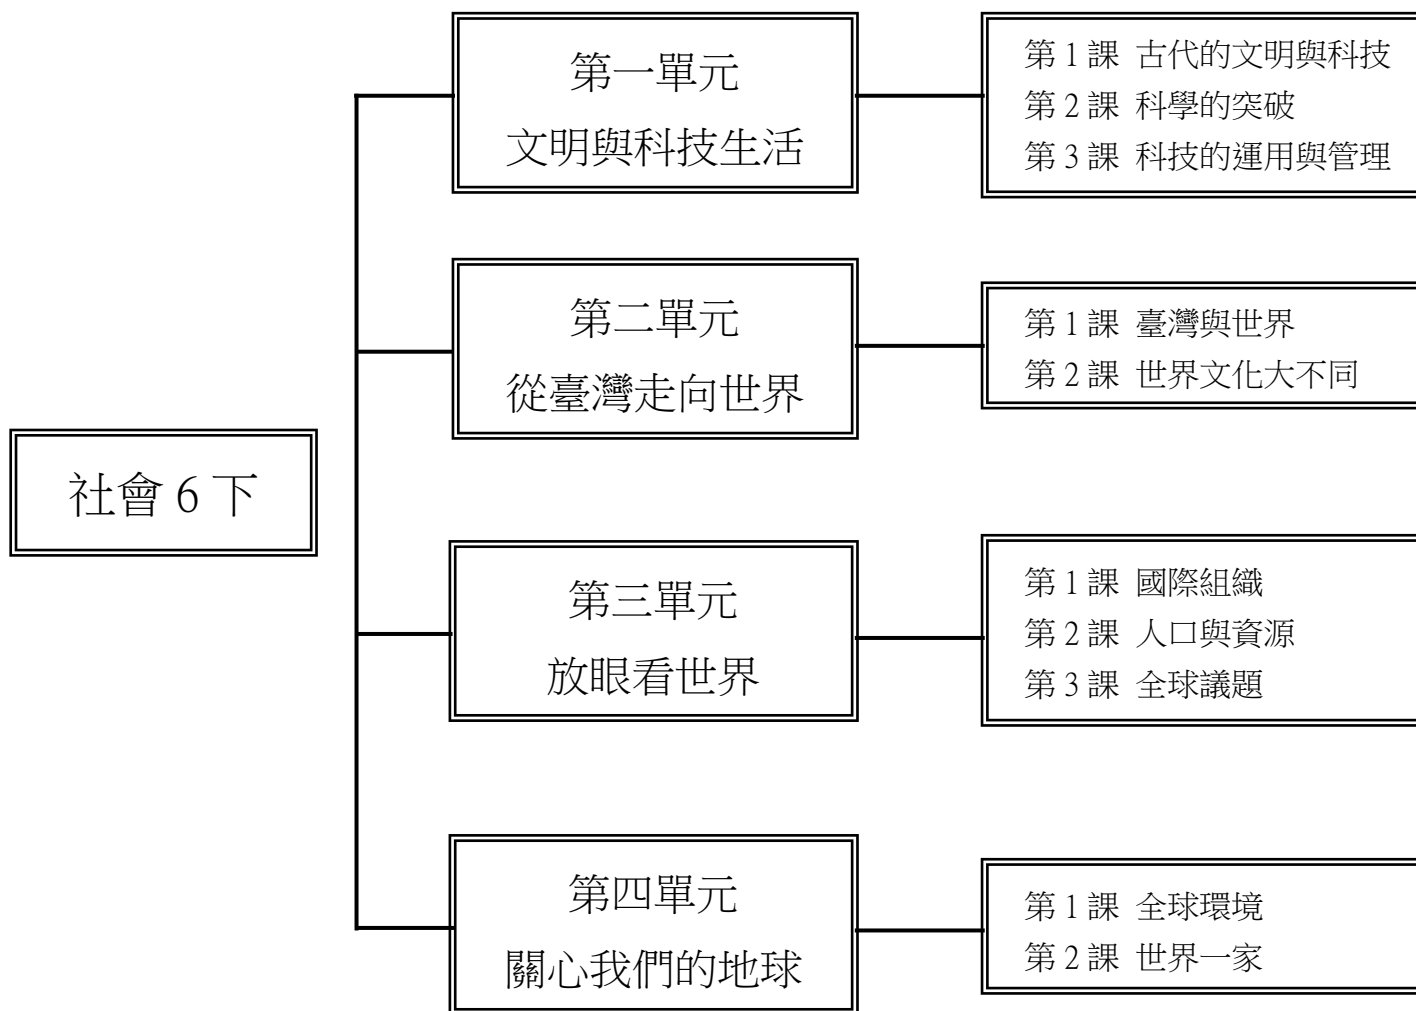 社會 6 下
第一單元
文明與科技生活
第 1 課 古代的文明與科技
第 2 課 科學的突破
第 3 課 科技的運用與管理
第二單元
從臺灣走向世界
第 1 課 臺灣與世界
第 2 課 世界文化大不同
第三單元
放眼看世界
第 1 課 國際組織
第 2 課 人口與資源
第 3 課 全球議題
第四單元
關心我們的地球
第 1 課 全球環境
第 2 課 世界一家